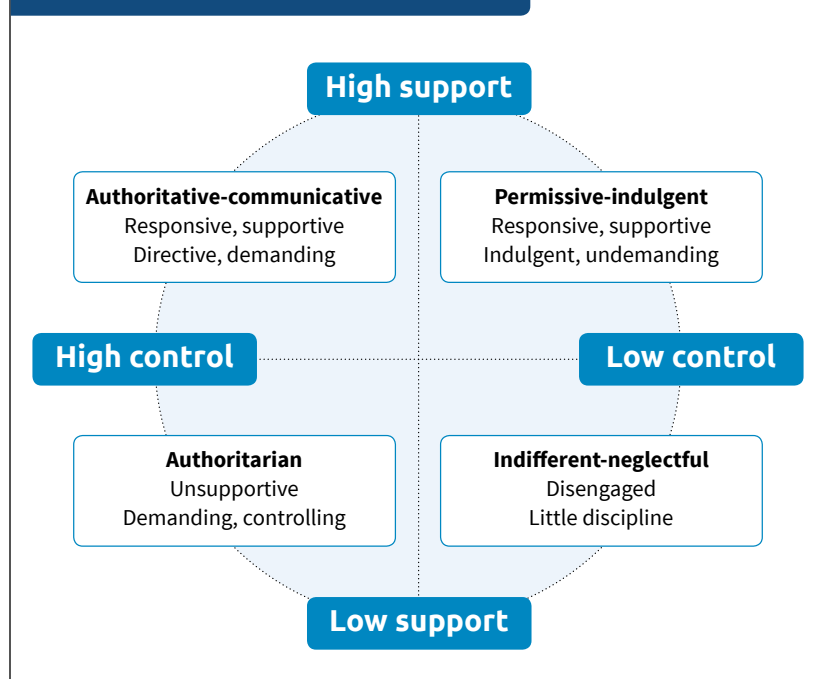 High support
Authoritative-communicative
Responsive, supportive
Directive, demanding
Permissive-indulgent
Responsive, supportive
Indulgent, undemanding
High control
Low control
Authoritarian
Unsupportive
Demanding, controlling
Indifferent-neglectful
Disengaged
Little discipline
Low support